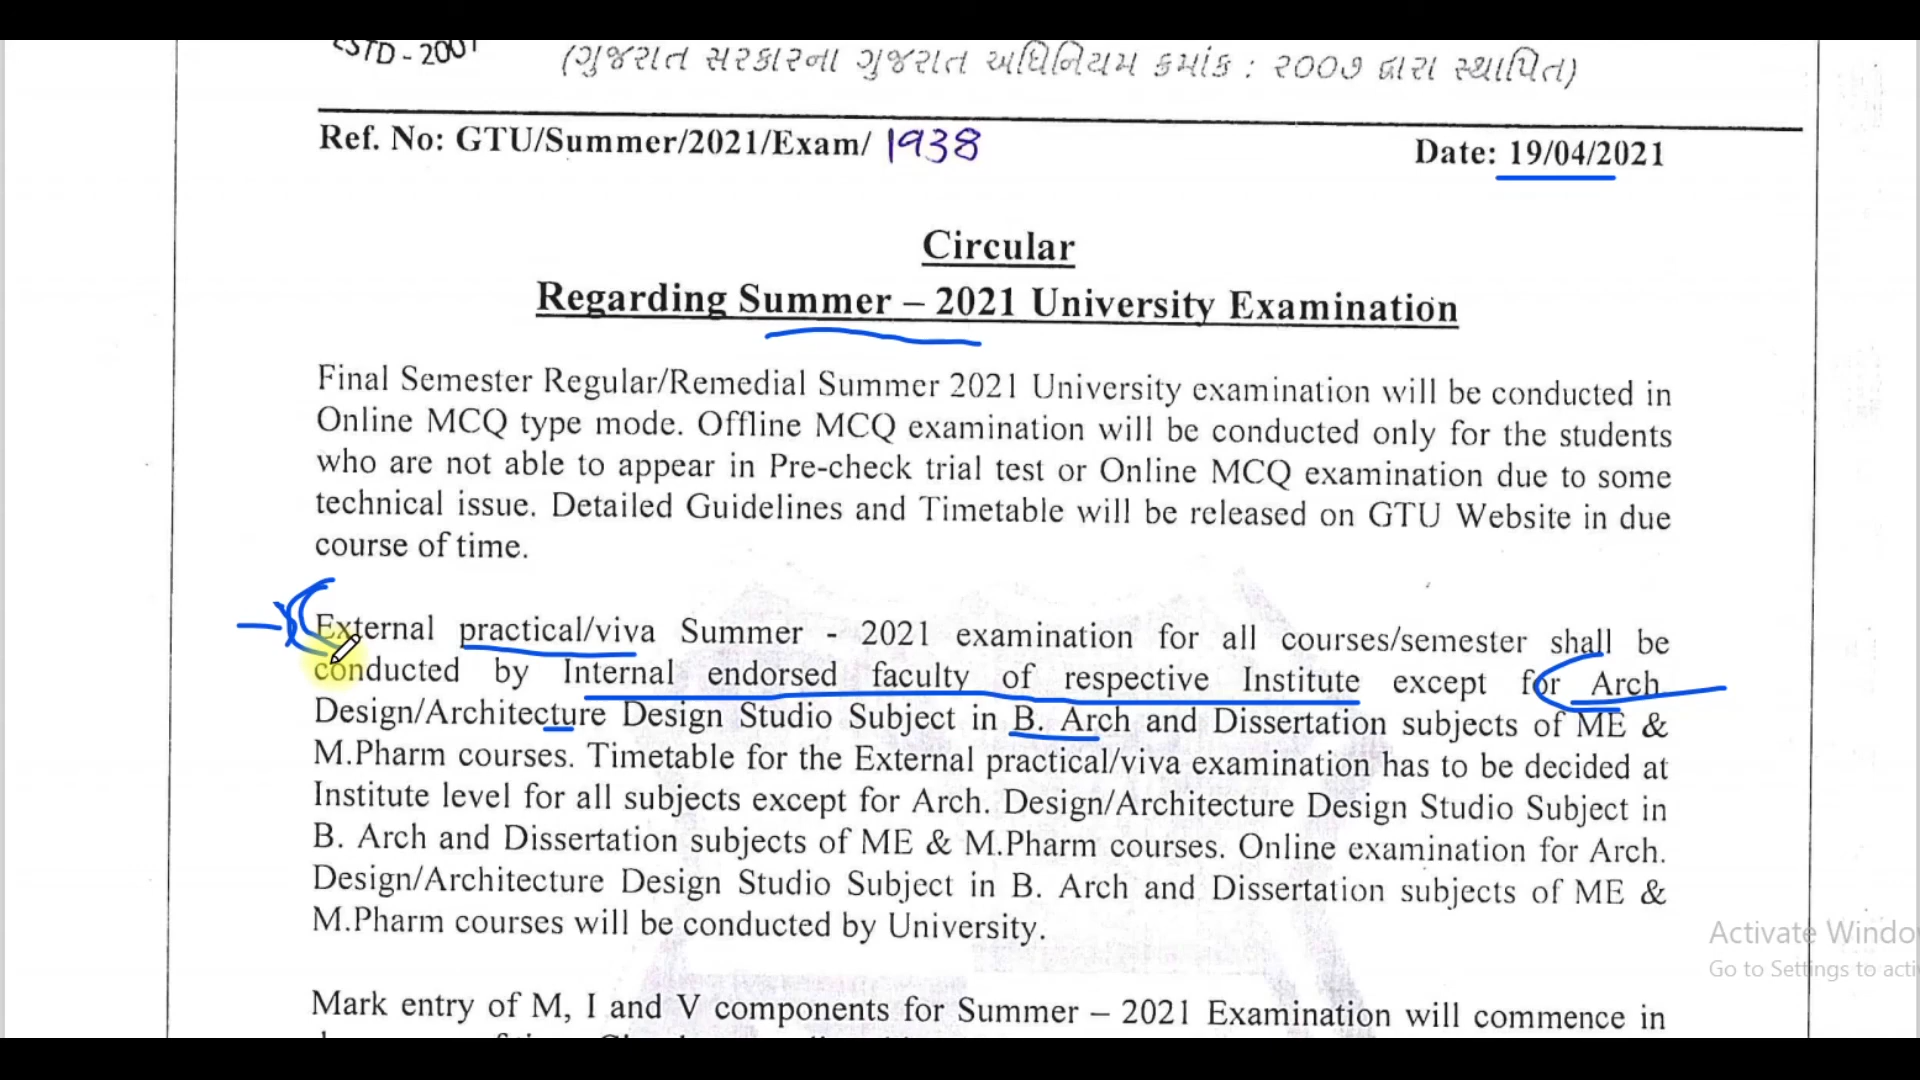 ESTD - 2007
(ગુજરાત સરકારના ગુજરાત અધિનિયમ ક્રમાંક : ૨૦૦૭ દ્વારા સ્થાપિત)
Ref. No: GTU/Summer/2021/Exam/ 1938
Date: 19/04/2021
Circular
Regarding Summer – 2021 University Examination
Final Semester Regular/Remedial Summer 2021 University examination will be conducted in
Online MCQ type mode. Offline MCQ examination will be conducted only for the students
who are not able to appear in Pre-check trial test or Online MCQ examination due to some
technical issue. Detailed Guidelines and Timetable will be released on GTU Website in due
course of time.
External practical/viva Summer - 2021 examination for all courses/semester shall be
conducted by Internal endorsed faculty of respective Institute except for Arch
Design/Architecture Design Studio Subject in B. Arch and Dissertation subjects of ME &
M.Pharm courses. Timetable for the External practical/viva examination has to be decided at
Institute level for all subjects except for Arch. Design/Architecture Design Studio Subject in
B. Arch and Dissertation subjects of ME & M.Pharm courses. Online examination for Arch.
Design/Architecture Design Studio Subject in B. Arch and Dissertation subjects of ME &
M.Pharm courses will be conducted by University.
Mark entry of M, I and V components for Summer – 2021 Examination will commence in
Activate Windo
Go to Settings to acti